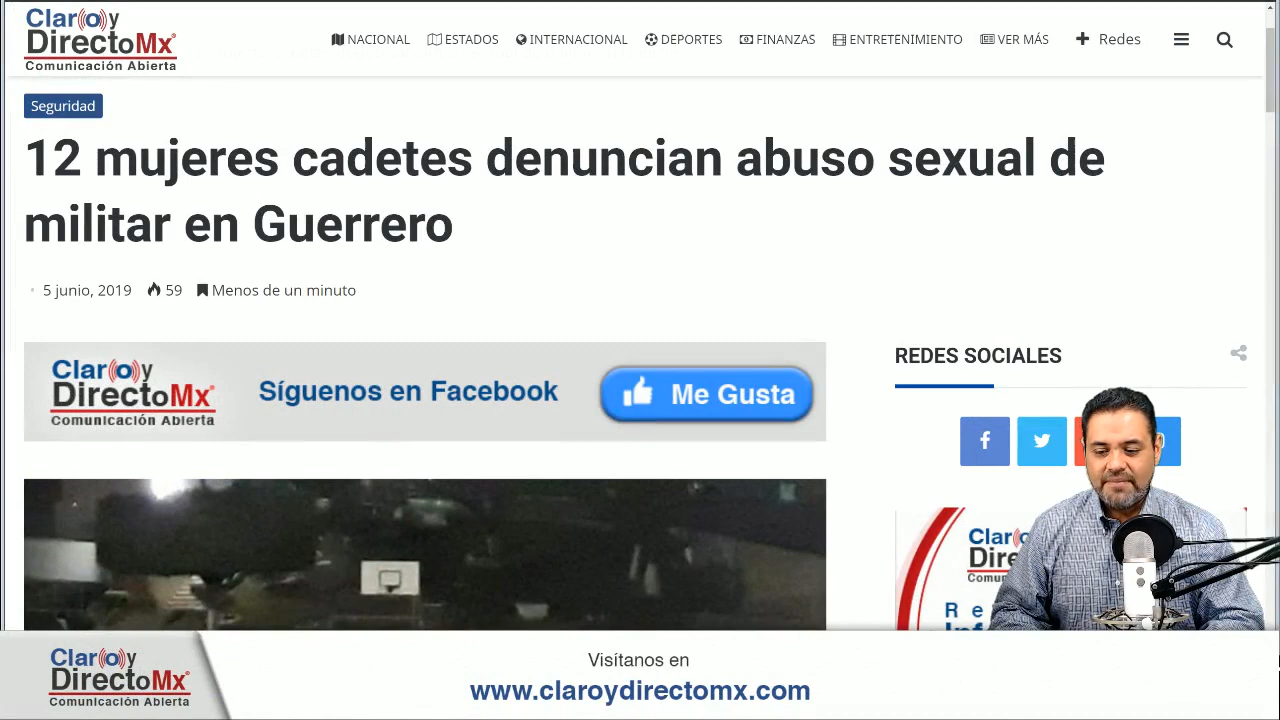 Claro y
DirectoMx
Comunicación Abierta
NACIONAL ESTADOS INTERNACIONAL DEPORTES FINANZAS ENTRETENIMIENTO VER MÁS + Redes
Seguridad
12 mujeres cadetes denuncian abuso sexual de
militar en Guerrero
5 junio, 2019 59 Menos de un minuto
Claro y
DirectoMx
Comunicación Abierta
Síguenos en Facebook
Me Gusta
REDES SOCIALES
Visítanos en
www.claroydirectomx.com
Claro y
DirectoMx
Comunicación Abierta